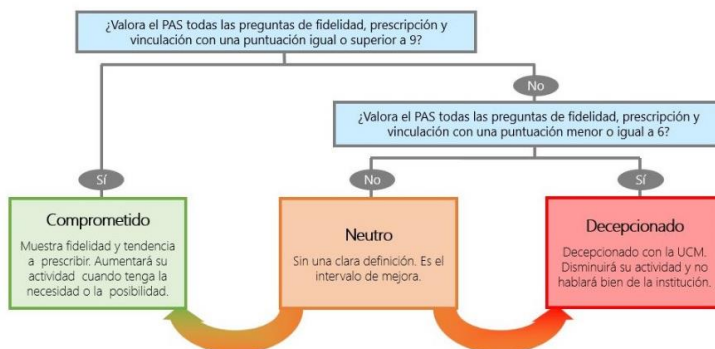 ¿Valora el PAS todas las preguntas de fidelidad, prescripción y
vinculación con una puntuación igual o superior a 9?
No
¿Valora el PAS todas las preguntas de fidelidad, prescripción y
vinculación con una puntuación menor o igual a 6?
Sí
No
Sí
Comprometido
Muestra fidelidad y tendencia
a prescribir. Aumentará su
actividad cuando tenga la
necesidad o la posibilidad.
Neutro
Sin una clara definición. Es el
intervalo de mejora.
Decepcionado
Decepcionado con la UCM.
Disminuirá su actividad y no
hablará bien de la institución.